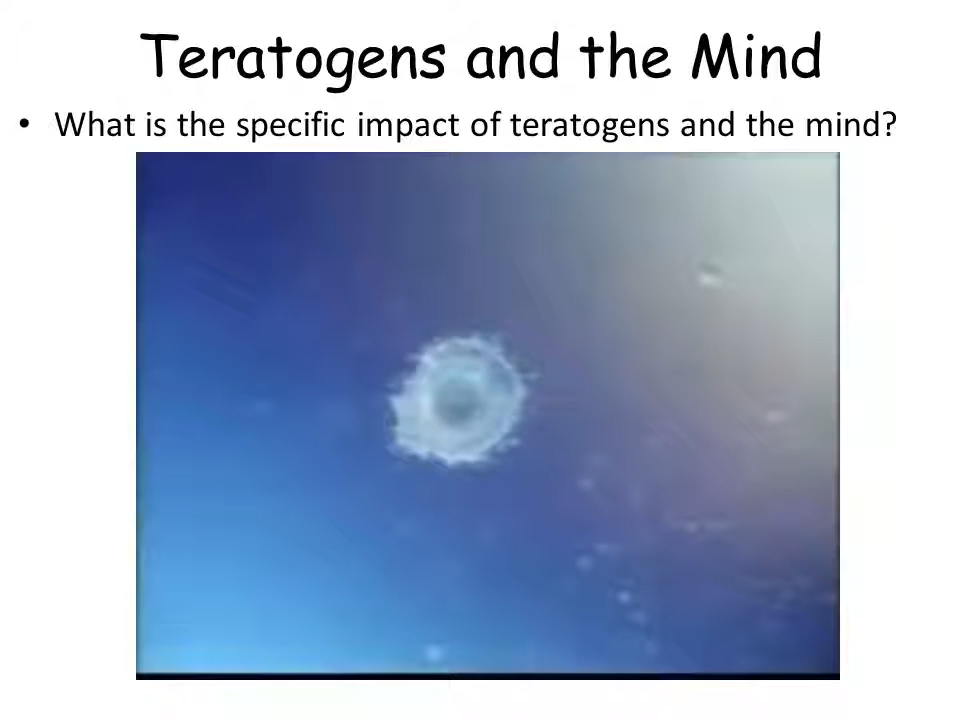 Teratogens and the Mind
• What is the specific impact of teratogens and the mind?